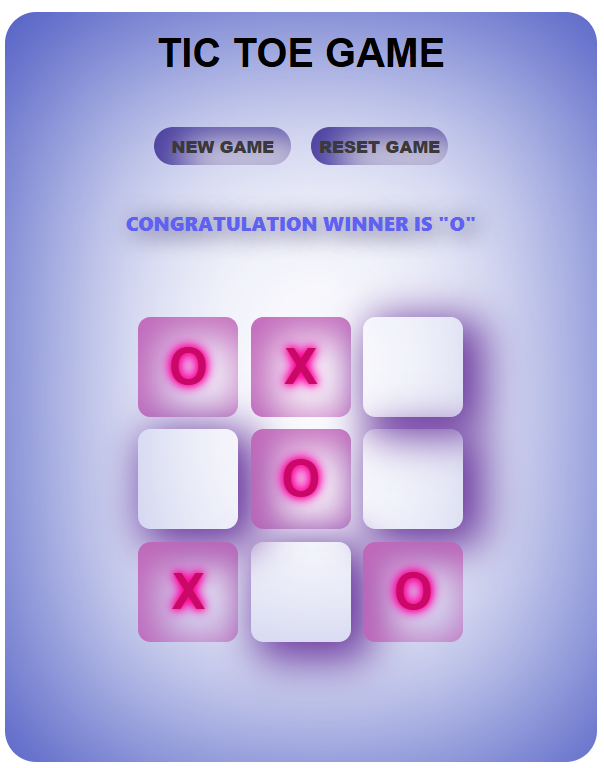 TIC TOE GAME
NEW GAME RESET GAME
CONGRATULATION WINNER IS "O"
O X
O
X O